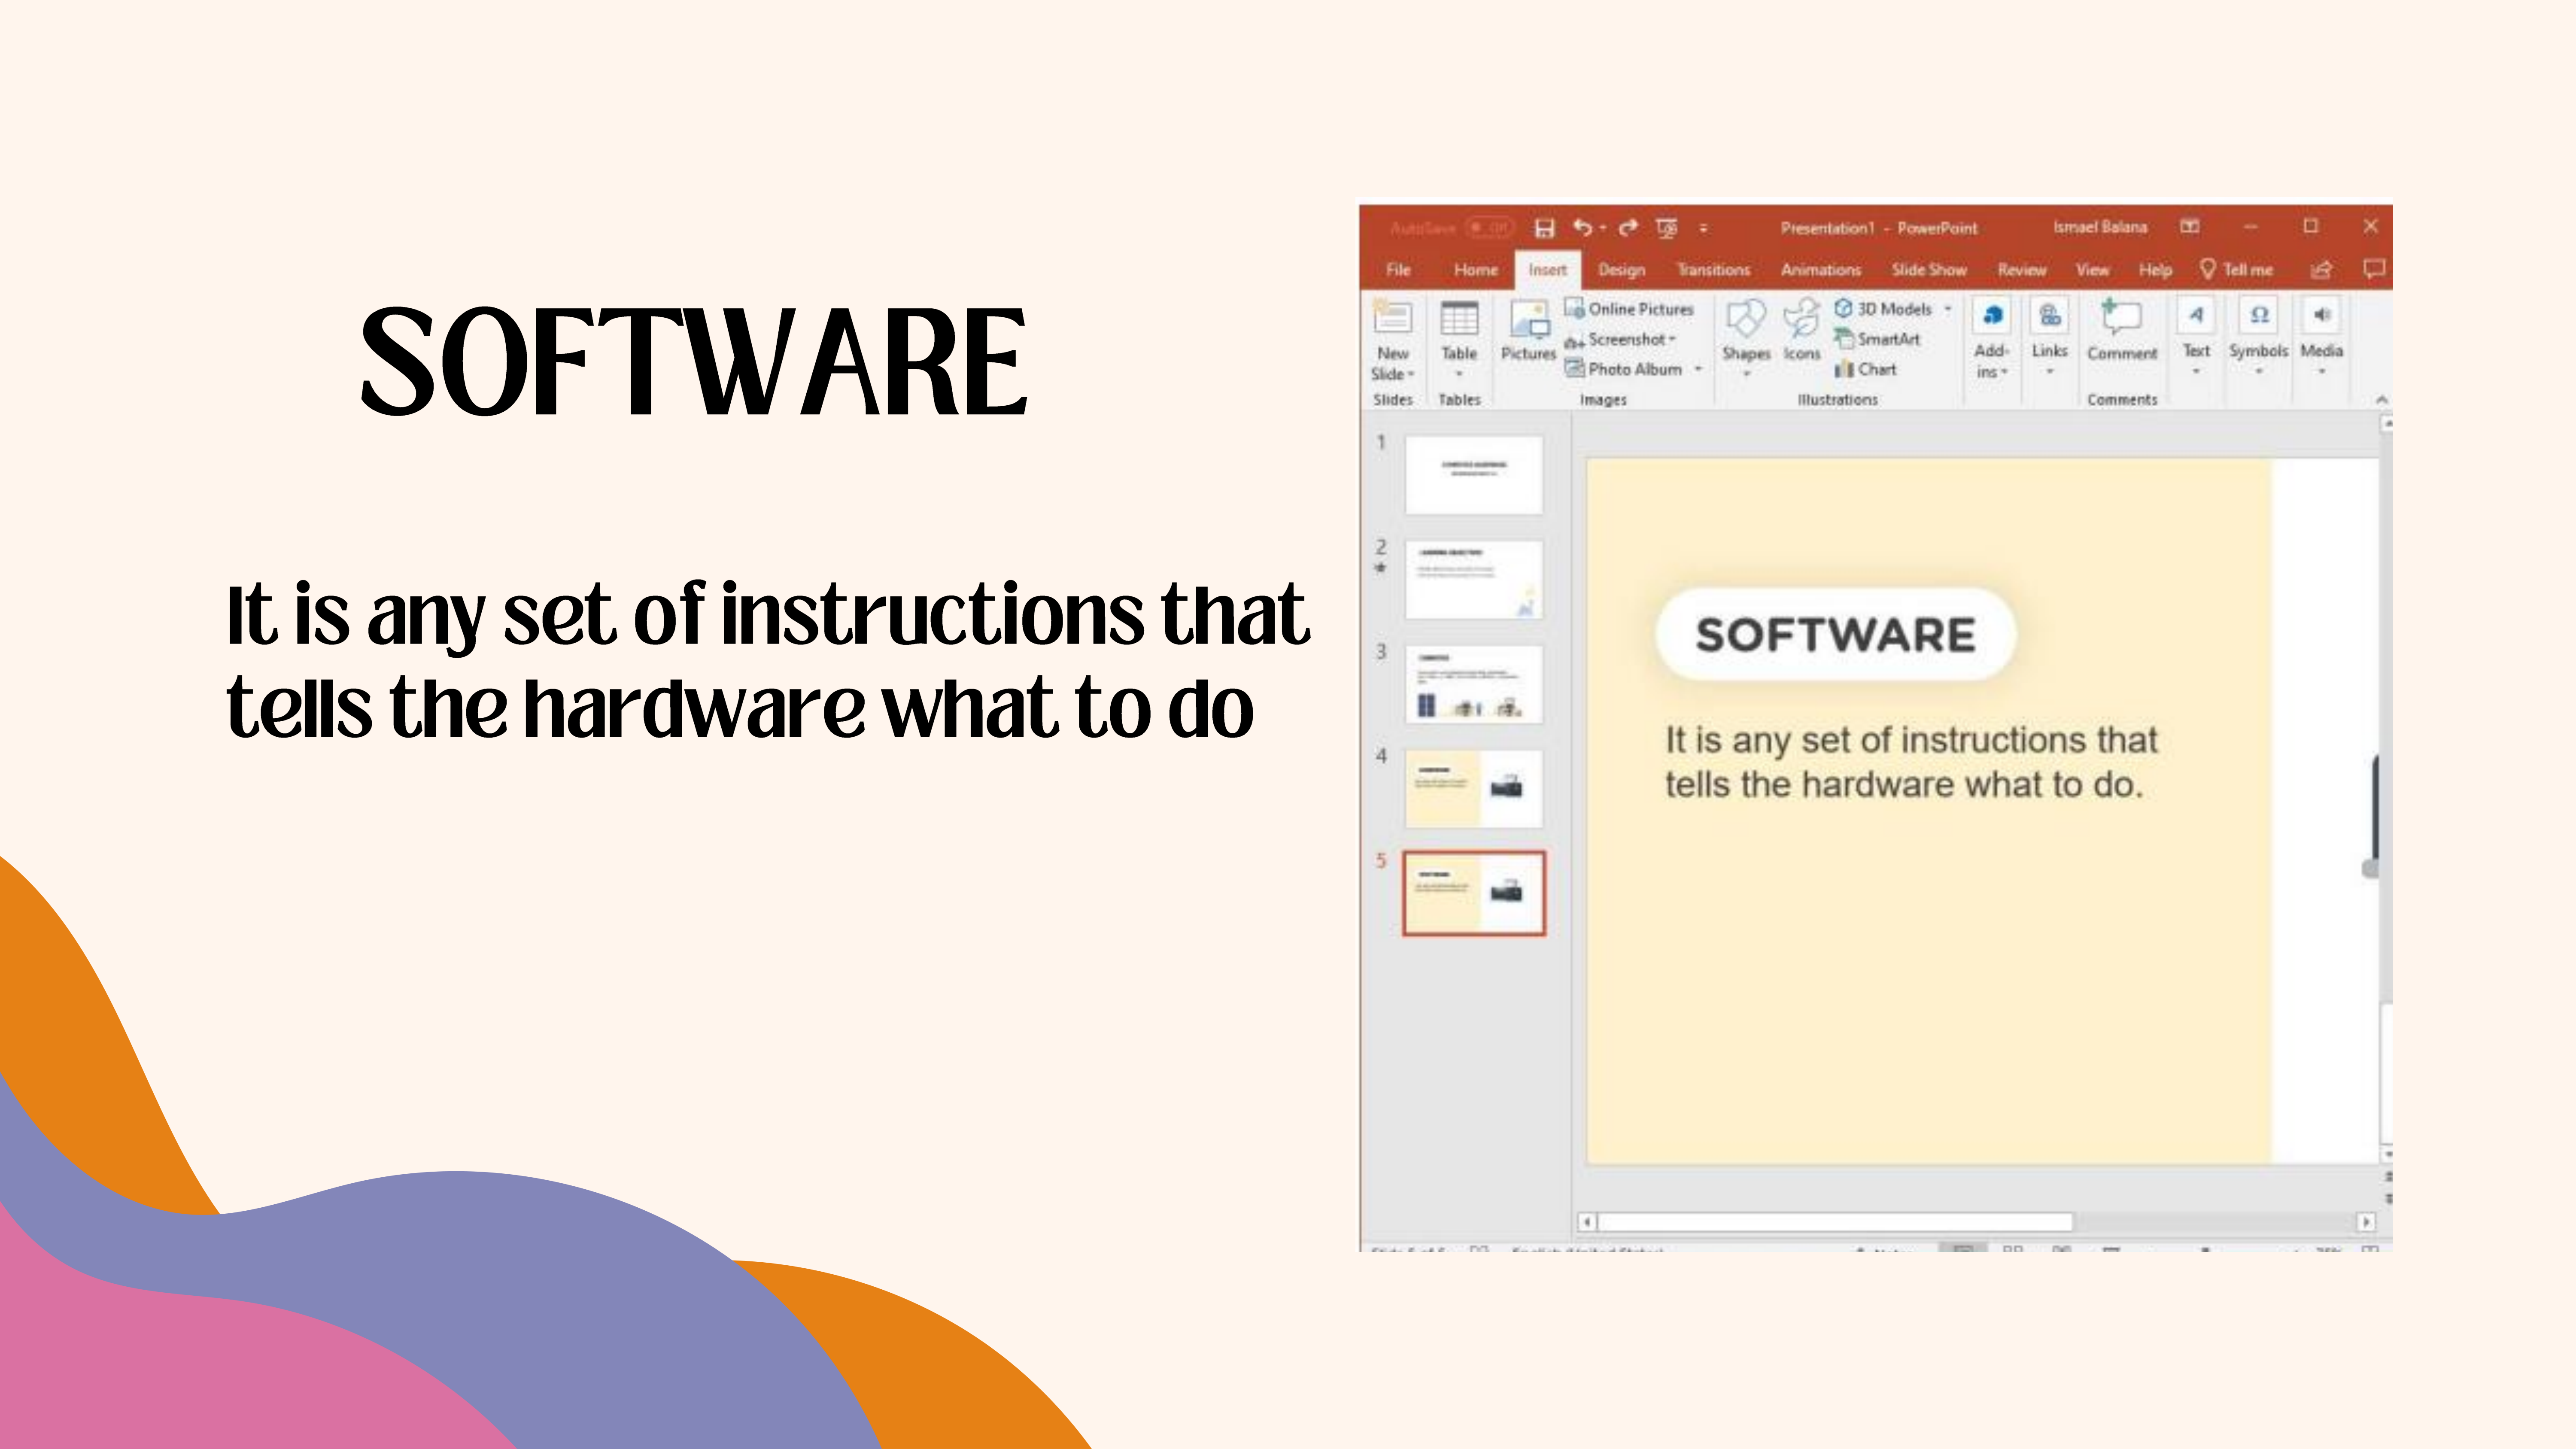 SOFTWARE
It is any set of instructions that
tells the hardware what to do
AutoSave Off Presentation1 - PowerPoint Ismael Balana
File Home Insert Design Transitions Animations Slide Show Review View Help Tell me
New
Slide
Slides
Table
Tables
Pictures
Online Pictures
Screenshot
Photo Album
Images
Shapes
Icons
3D Models
SmartArt
Chart
Illustrations
Add-
ins
Links
Comment
Comments
Text
Symbols
Media
1
2
3
4
5
SOFTWARE
It is any set of instructions that
tells the hardware what to do.